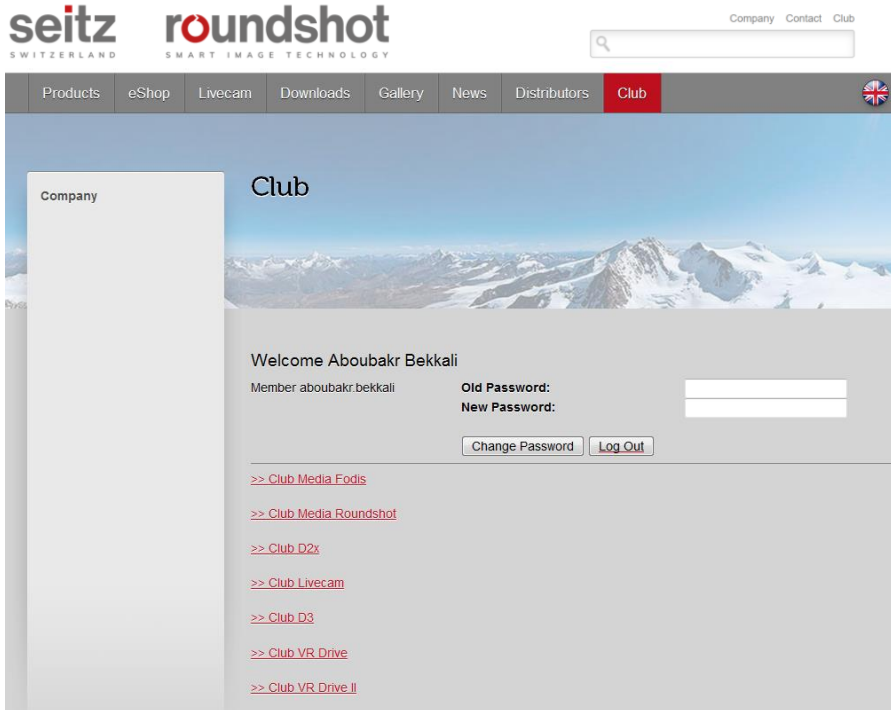 seitz roundshot
SWITZERLAND SMART IMAGE TECHNOLOGY
Company Contact Club
Products eShop Livecam Downloads Gallery News Distributors Club
Company
Club
Welcome Aboubakr Bekkali
Member aboubakr.bekkali Old Password:
New Password:
Change Password Log Out
>> Club Media Fodis
>> Club Media Roundshot
>> Club D2x
>> Club Livecam
>> Club D3
>> Club VR Drive
>> Club VR Drive II